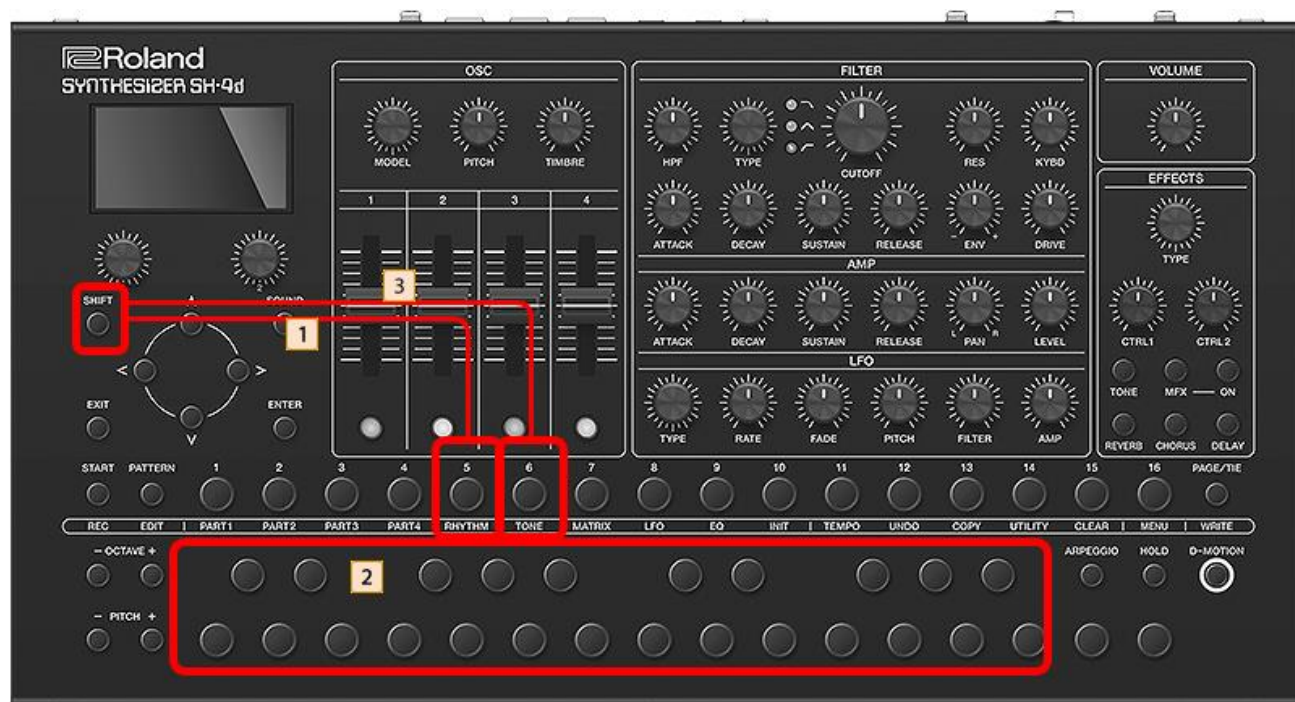 Roland
SYNTHESIZER SH-4d
OSC
MODEL PITCH TIMBRE
1 2 3 4
FILTER
HPF TYPE CUTOFF RES KYBD
ATTACK DECAY SUSTAIN RELEASE - ENV + DRIVE
AMP
ATTACK DECAY SUSTAIN RELEASE L PAN R LEVEL
LFO
TYPE RATE FADE PITCH FILTER AMP
VOLUME
EFFECTS
TYPE
CTRL1 CTRL2
TONE MFX ON
REVERB CHORUS DELAY
2
SHIFT SOUND
1
3
EXIT ENTER
START PATTERN 1 2 3 4 5 6 7 8 9 10 11 12 13 14 15 16 PAGE/TIE
REC EDIT PART1 PART2 PART3 PART4 RHYTHM TONE MATRIX LFO EQ INIT TEMPO UNDO COPY UTILITY CLEAR MENU WRITE
- OCTAVE + 2 ARPEGGIO HOLD D-MOTION
- PITCH +